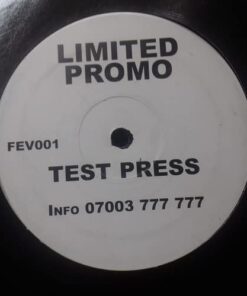 LIMITED
PROMO
FEV001
TEST PRESS
INFO 07003 777 777